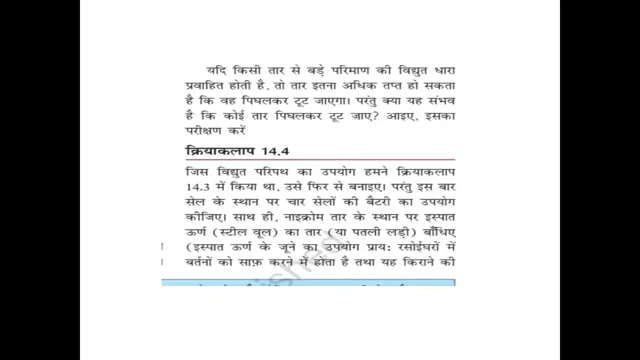 यदि किसी तार से बड़े परिमाण की विद्युत धारा
प्रवाहित होती है, तो तार इतना अधिक तप्त हो सकता
है कि वह पिघलकर टूट जाएगा। परंतु क्या यह संभव
है कि कोई तार पिघलकर टूट जाए? आइए, इसका
परीक्षण करें
क्रियाकलाप 14.4
जिस विद्युत परिपथ का उपयोग हमने क्रियाकलाप
14.3 में किया था, उसे फिर से बनाइए। परंतु इस बार
सेल के स्थान पर चार सेलों की बैटरी का उपयोग
कीजिए। साथ ही, नाइक्रोम तार के स्थान पर इस्पात
ऊर्ण (स्टील वूल) का तार (या पतली लड़ी) बाँधिए
(इस्पात ऊर्ण के जूने का उपयोग प्राय: रसोईघरों में
बर्तनों को साफ़ करने में होता है तथा यह किराने की